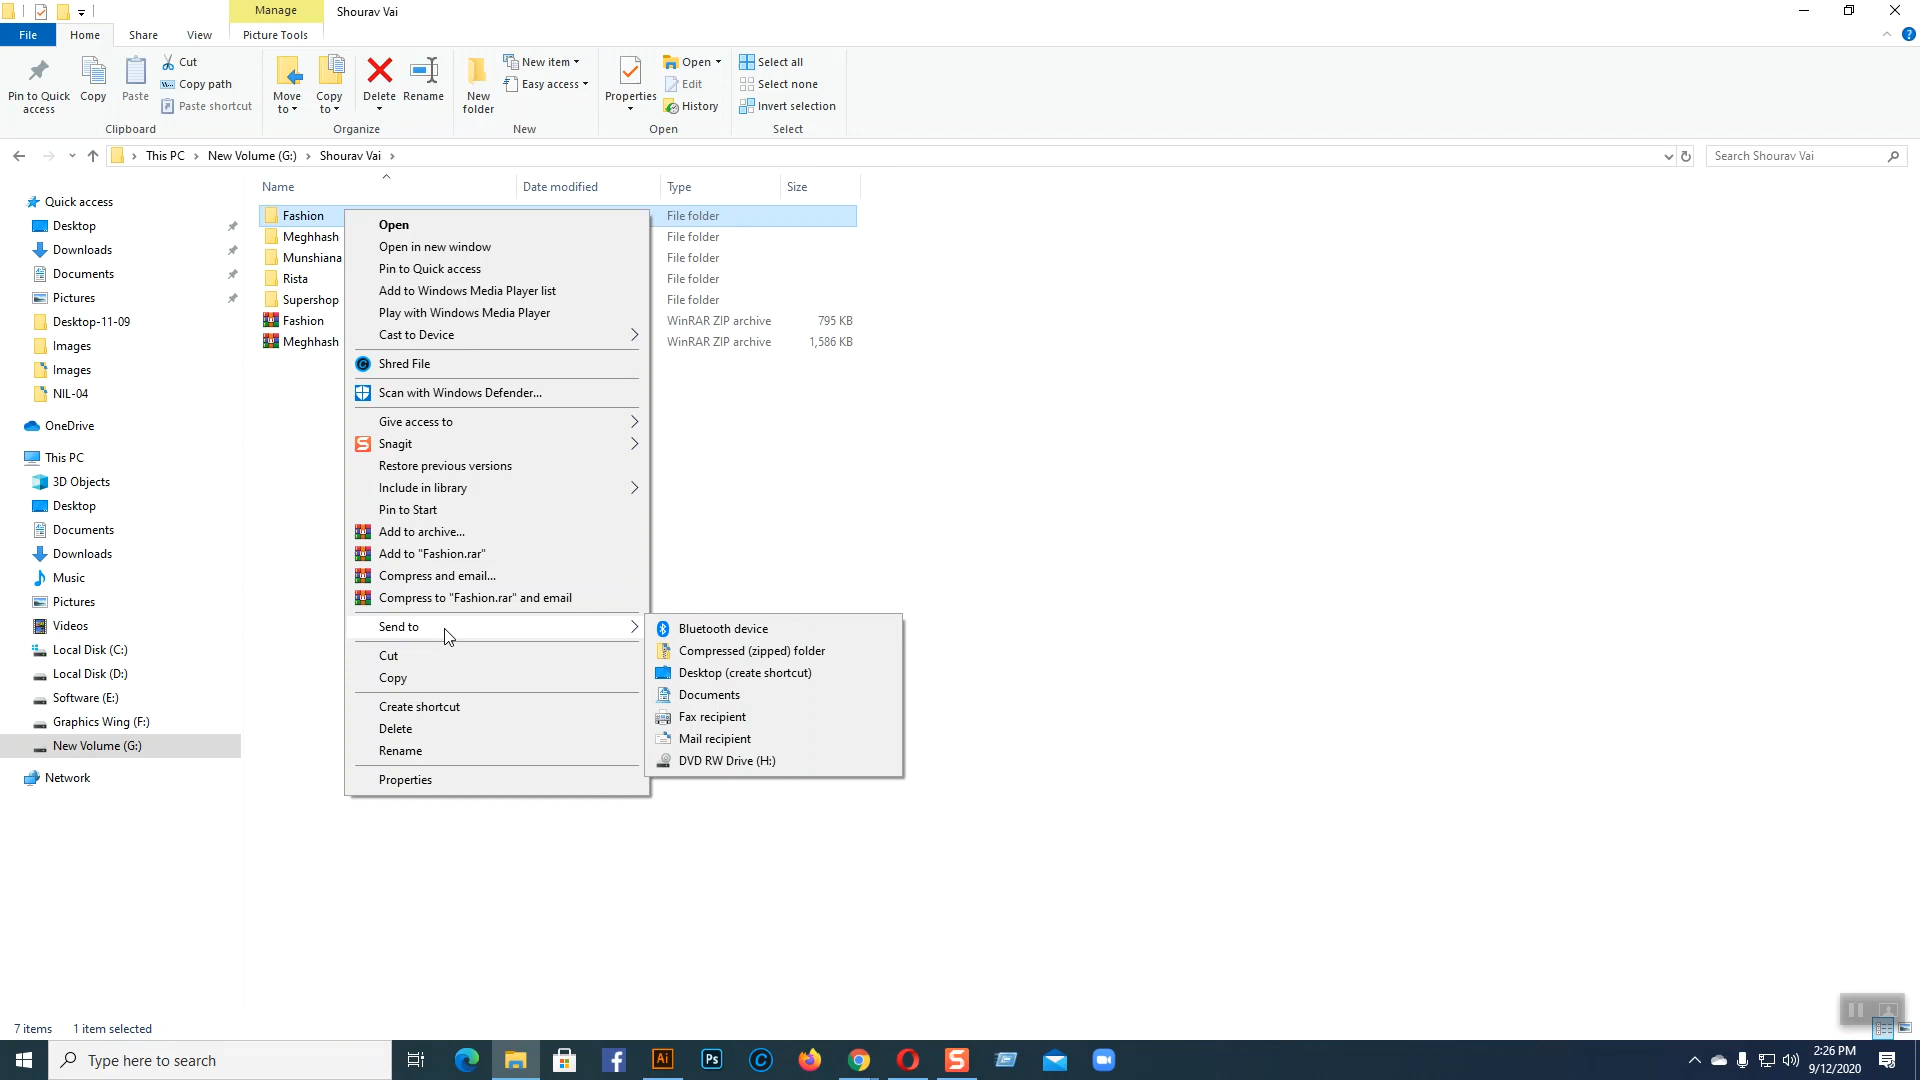 Manage
Shourav Vai
File
Home
Share
View
Picture Tools
Pin to Quick access
Copy
Paste
Cut
Copy path
Paste shortcut
Clipboard
Move to
Copy to
Delete
Rename
Organize
New folder
New item
Easy access
New
Properties
Open
Edit
History
Open
Select all
Select none
Invert selection
Select
This PC
New Volume (G:)
Shourav Vai
Search Shourav Vai
Name
Date modified
Type
Size
Quick access
Desktop
Downloads
Documents
Pictures
Desktop-11-09
Images
Images
NIL-04
OneDrive
This PC
3D Objects
Desktop
Documents
Downloads
Music
Pictures
Videos
Local Disk (C:)
Local Disk (D:)
Software (E:)
Graphics Wing (F:)
New Volume (G:)
Network
Fashion File folder
Meghhash File folder
Munshiana File folder
Rista File folder
Supershop File folder
Fashion WinRAR ZIP archive 795 KB
Meghhash WinRAR ZIP archive 1,586 KB
Open
Open in new window
Pin to Quick access
Add to Windows Media Player list
Play with Windows Media Player
Cast to Device
Shred File
Scan with Windows Defender...
Give access to
Snagit
Restore previous versions
Include in library
Pin to Start
Add to archive...
Add to "Fashion.rar"
Compress and email...
Compress to "Fashion.rar" and email
Send to
Cut
Copy
Create shortcut
Delete
Rename
Properties
Bluetooth device
Compressed (zipped) folder
Desktop (create shortcut)
Documents
Fax recipient
Mail recipient
DVD RW Drive (H:)
7 items
1 item selected
Type here to search
Ai
Ps
2:26 PM
9/12/2020